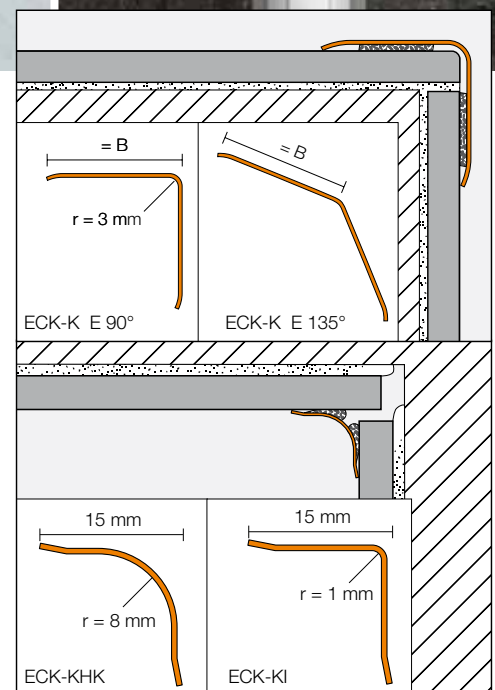 = B
= B
r = 3 mm
ECK-K E 90°
ECK-K E 135°
15 mm
15 mm
r = 8 mm
r = 1 mm
ECK-KHK
ECK-KI